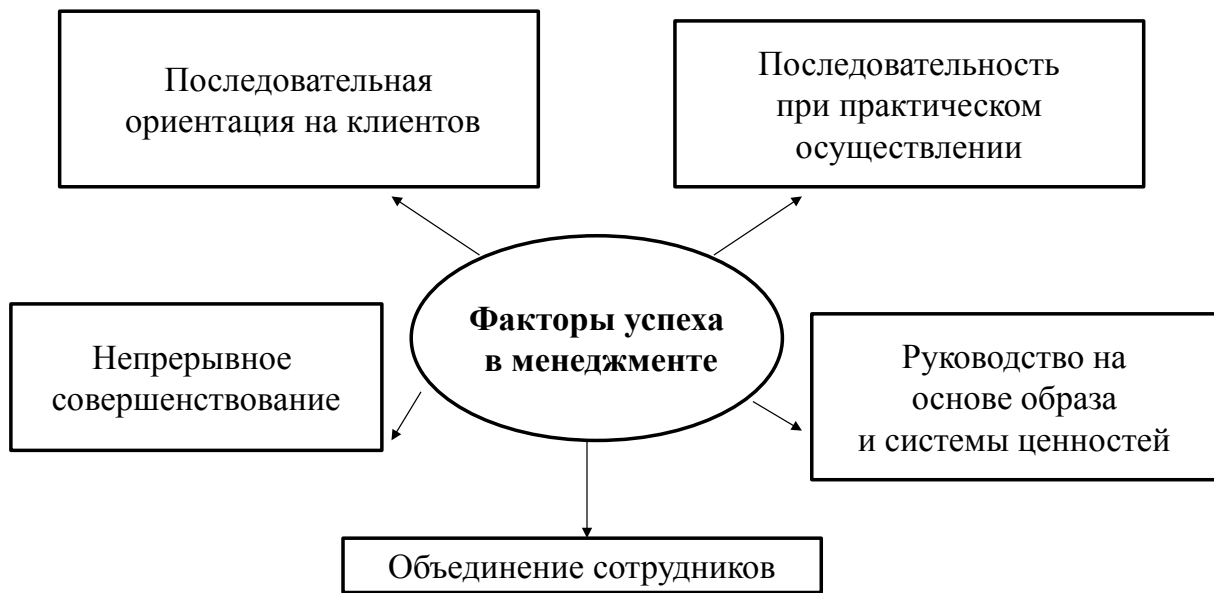 Последовательная
ориентация на клиентов
Последовательность
при практическом
осуществлении
Факторы успеха
в менеджменте
Непрерывное
совершенствование
Руководство на
основе образа
и системы ценностей
Объединение сотрудников